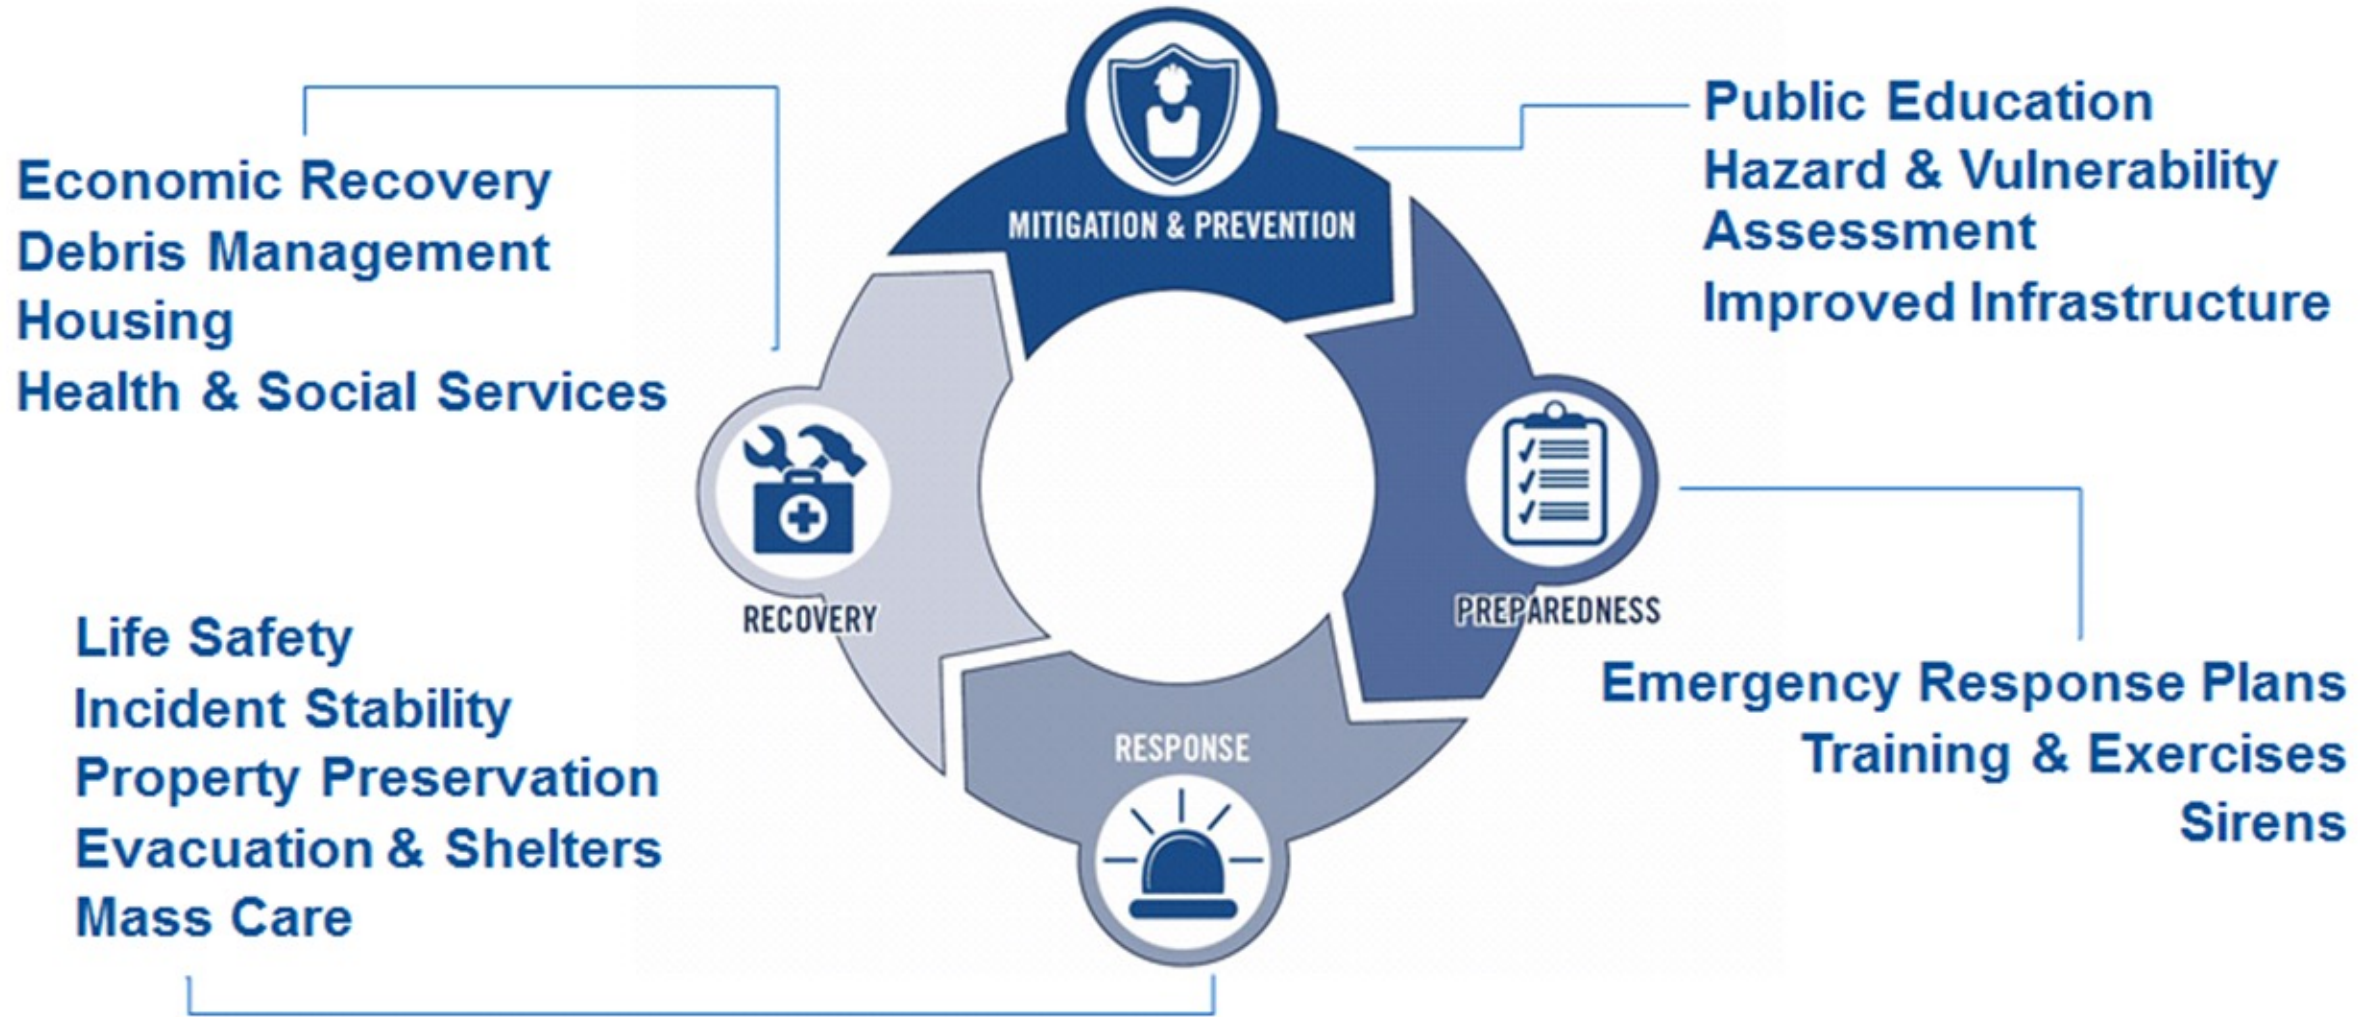 Economic Recovery
Debris Management
Housing
Health & Social Services
MITIGATION & PREVENTION
Public Education
Hazard & Vulnerability
Assessment
Improved Infrastructure
RECOVERY
PREPAREDNESS
Life Safety
Incident Stability
Property Preservation
Evacuation & Shelters
Mass Care
RESPONSE
Emergency Response Plans
Training & Exercises
Sirens